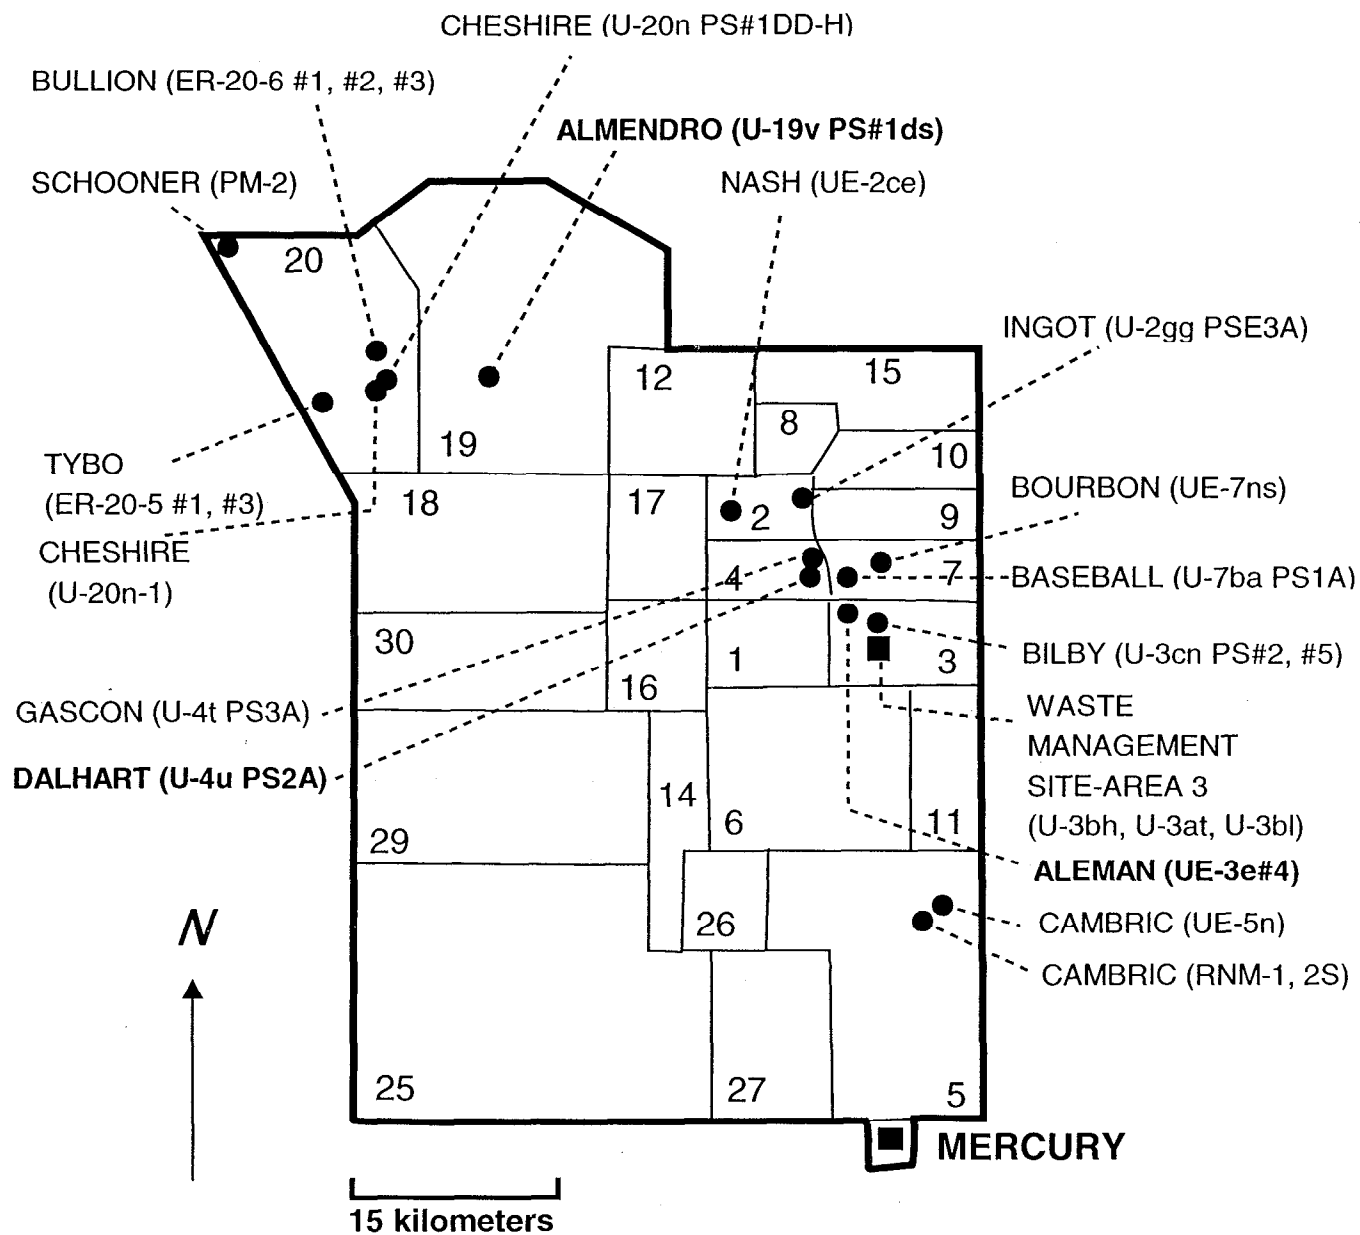 CHESHIRE (U-20n PS#1DD-H)
BULLION (ER-20-6 #1, #2, #3)
ALMENDRO (U-19v PS#1ds)
SCHOONER (PM-2)
NASH (UE-2ce)
20
INGOT (U-2gg PSE3A)
12
15
8
19
10
TYBO
(ER-20-5 #1, #3)
18
17
2
9
BOURBON (UE-7ns)
CHESHIRE
(U-20n-1)
4
7
BASEBALL (U-7ba PS1A)
30
1
3
BILBY (U-3cn PS#2, #5)
16
GASCON (U-4t PS3A)
WASTE
MANAGEMENT
SITE-AREA 3
(U-3bh, U-3at, U-3bl)
DALHART (U-4u PS2A)
14
6
11
29
ALEMAN (UE-3e#4)
26
CAMBRIC (UE-5n)
N
CAMBRIC (RNM-1, 2S)
25
27
5
MERCURY
15 kilometers